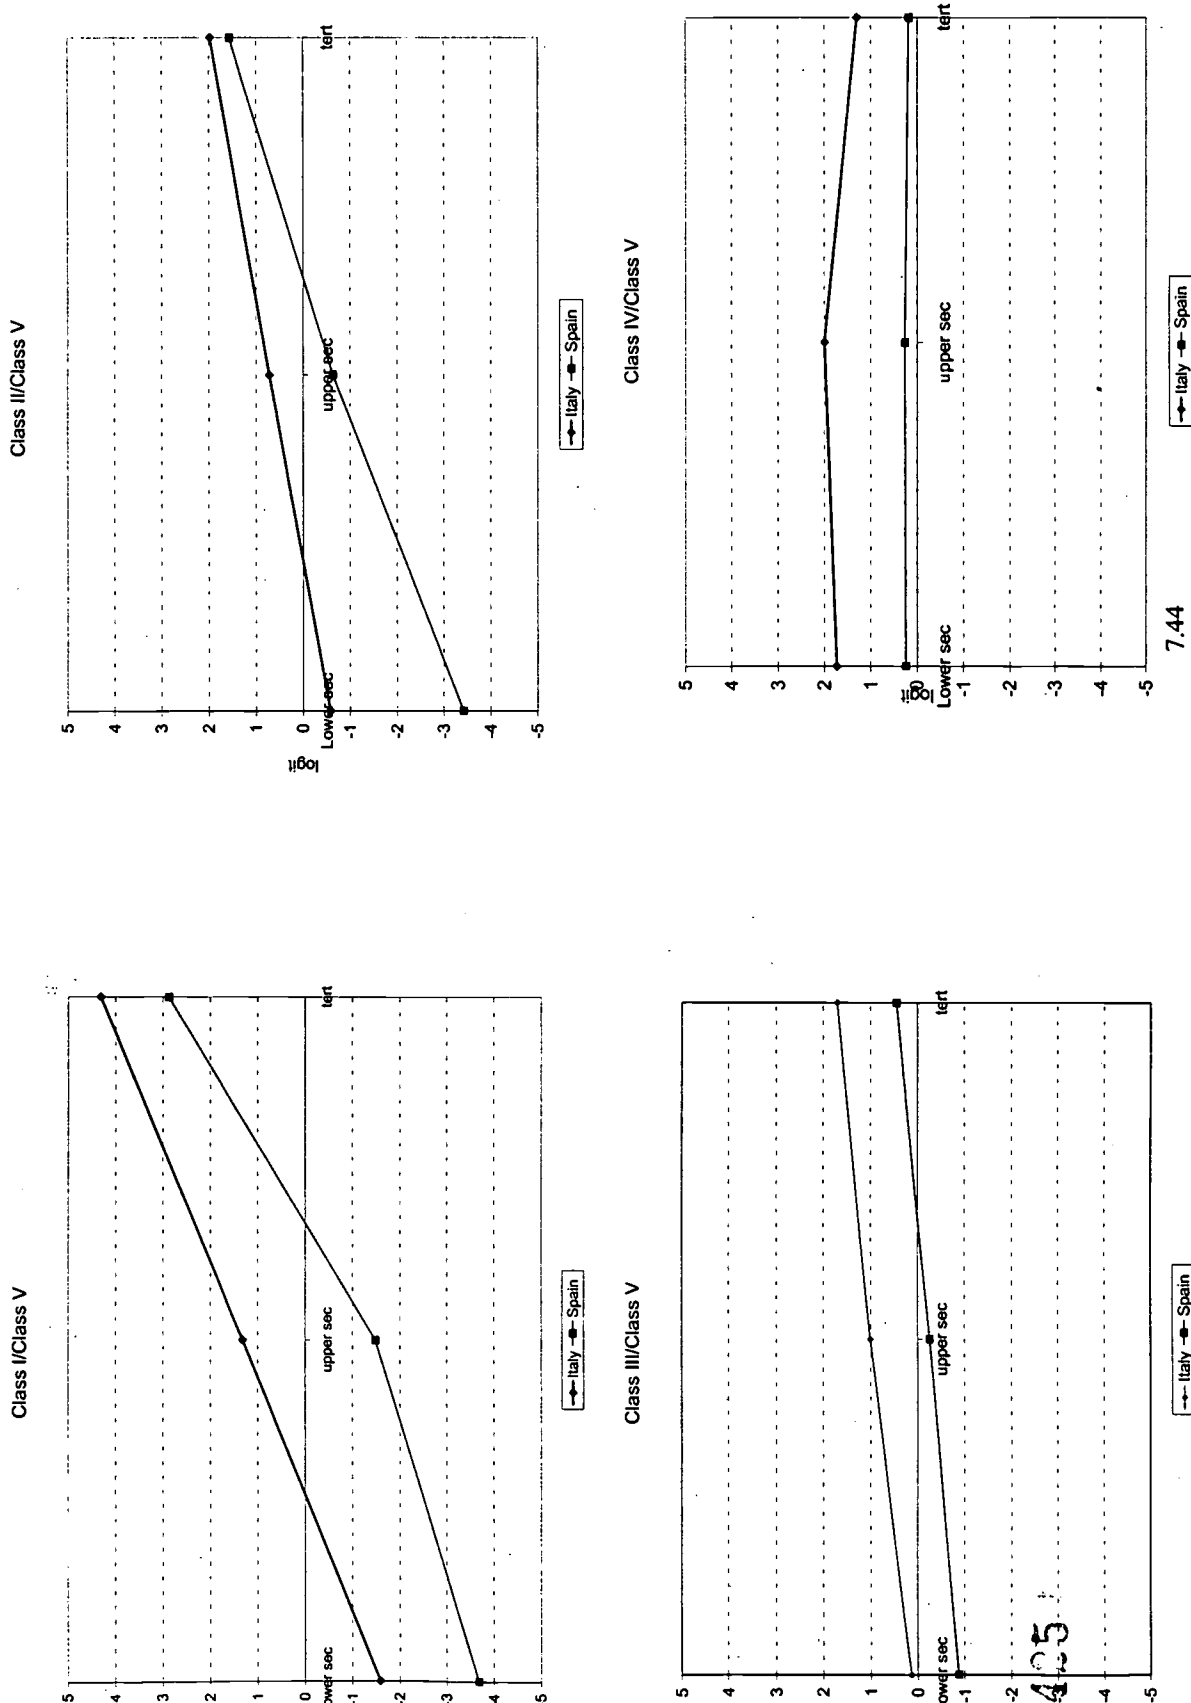 Class I/Class V
5
4
3
2
1
0
-1
-2
-3
-4
5
ower sec
upper sec
tert
Italy Spain
Class II/Class V
5
4
3
2
1
0
-1
-2
-3
-4
-5
logit
Lower sec
upper sec
tert
Italy Spain
Class III/Class V
5
4
3
2
1
0
-1
-2
-3
-4
-5
ower sec
upper sec
tert
Italy Spain
Class IV/Class V
5
4
3
2
1
0
-1
-2
-3
-4
-5
logit
Lower sec
upper sec
tert
Italy Spain
7.44